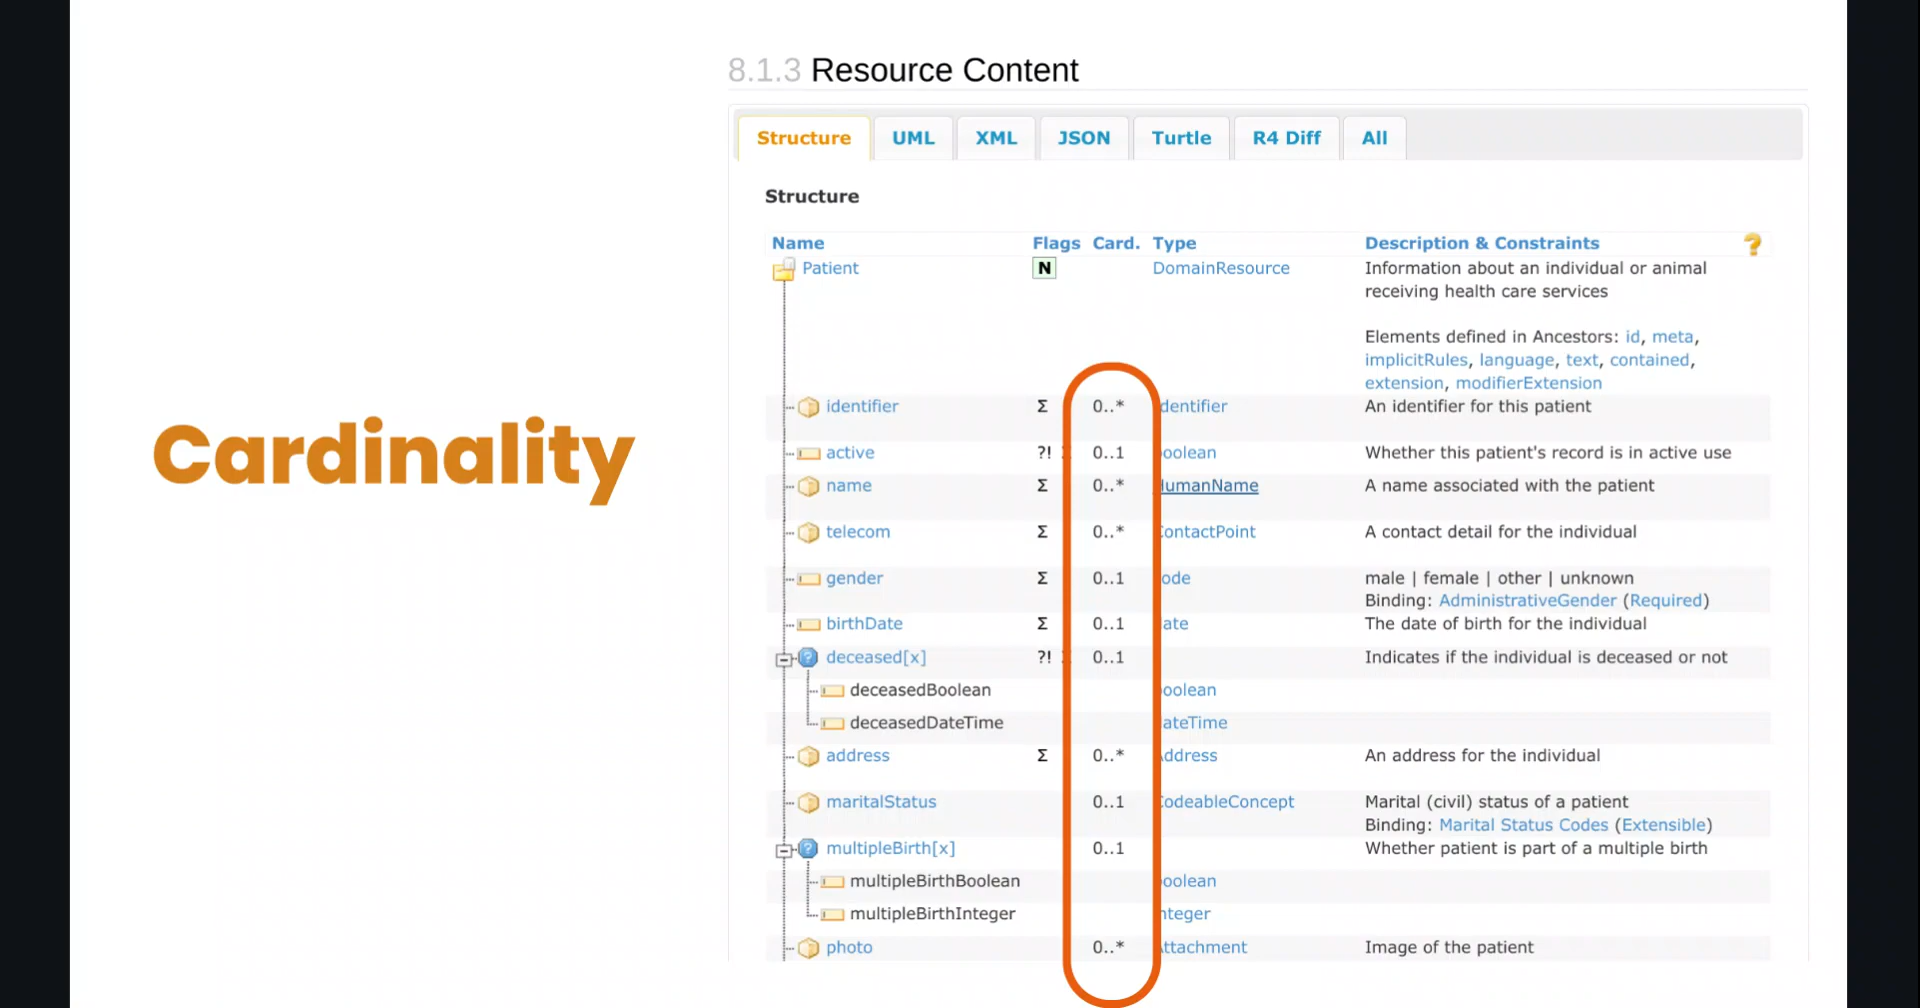 Cardinality
8.1.3 Resource Content
Structure UML XML JSON Turtle R4 Diff All
Structure
Name Flags Card. Type Description & Constraints ?
Patient N DomainResource Information about an individual or animal
receiving health care services
Elements defined in Ancestors: id, meta,
implicitRules, language, text, contained,
extension, modifierExtension
identifier Σ 0..* dentifier An identifier for this patient
active ?! 0..1 oolean Whether this patient's record is in active use
name Σ 0..* HumanName A name associated with the patient
telecom Σ 0..* ContactPoint A contact detail for the individual
gender Σ 0..1 ode male | female | other | unknown
Binding: AdministrativeGender (Required)
birthDate Σ 0..1 ate The date of birth for the individual
deceased[x] ?! 0..1 Indicates if the individual is deceased or not
deceasedBoolean oolean
deceasedDateTime ateTime
address Σ 0..* Address An address for the individual
maritalStatus 0..1 CodeableConcept Marital (civil) status of a patient
Binding: Marital Status Codes (Extensible)
multipleBirth[x] 0..1 Whether patient is part of a multiple birth
multipleBirthBoolean oolean
multipleBirthInteger nteger
photo 0..* Attachment Image of the patient